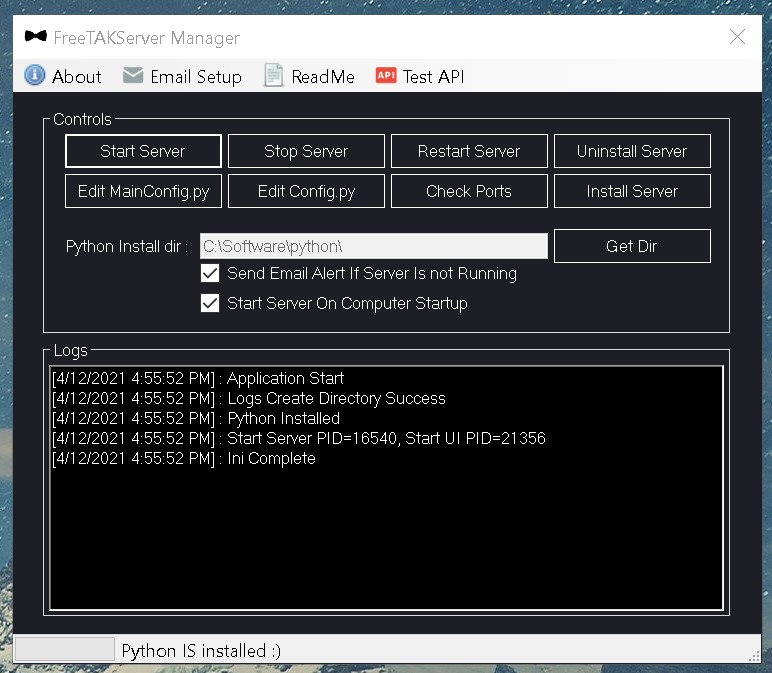 FreeTAKServer Manager
About Email Setup ReadMe API Test API
Controls
Start Server Stop Server Restart Server Uninstall Server
Edit MainConfig.py Edit Config.py Check Ports Install Server
Python Install dir : C:\Software\python\ Get Dir
Send Email Alert If Server Is not Running
Start Server On Computer Startup
Logs
[4/12/2021 4:55:52 PM] : Application Start
[4/12/2021 4:55:52 PM] : Logs Create Directory Success
[4/12/2021 4:55:52 PM] : Python Installed
[4/12/2021 4:55:52 PM] : Start Server PID=16540, Start UI PID=21356
[4/12/2021 4:55:52 PM] : Ini Complete
Python IS installed :)